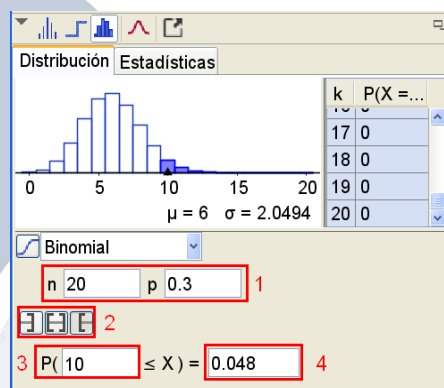 Distribución Estadísticas
k P(X =...
17 0
18 0
19 0
20 0
0 5 10 15 20
μ = 6 σ = 2.0494
Binomial
n 20 p 0.3 1
2
3 P( 10 ≤ X ) = 0.048 4